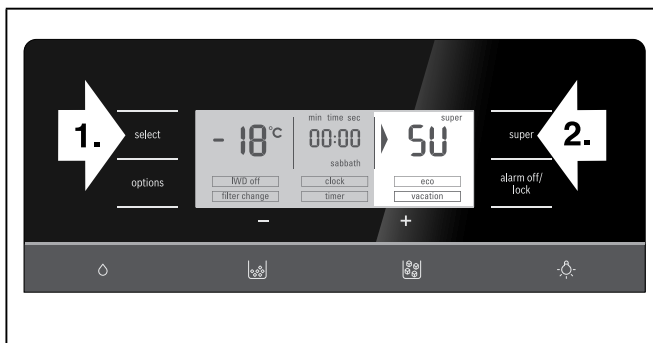 1.
select
options
- 18 °C
min time sec
00:00
sabbath
super
SU
IWD off
clock
eco
filter change
timer
vacation
super
2.
alarm off/
lock
–
+